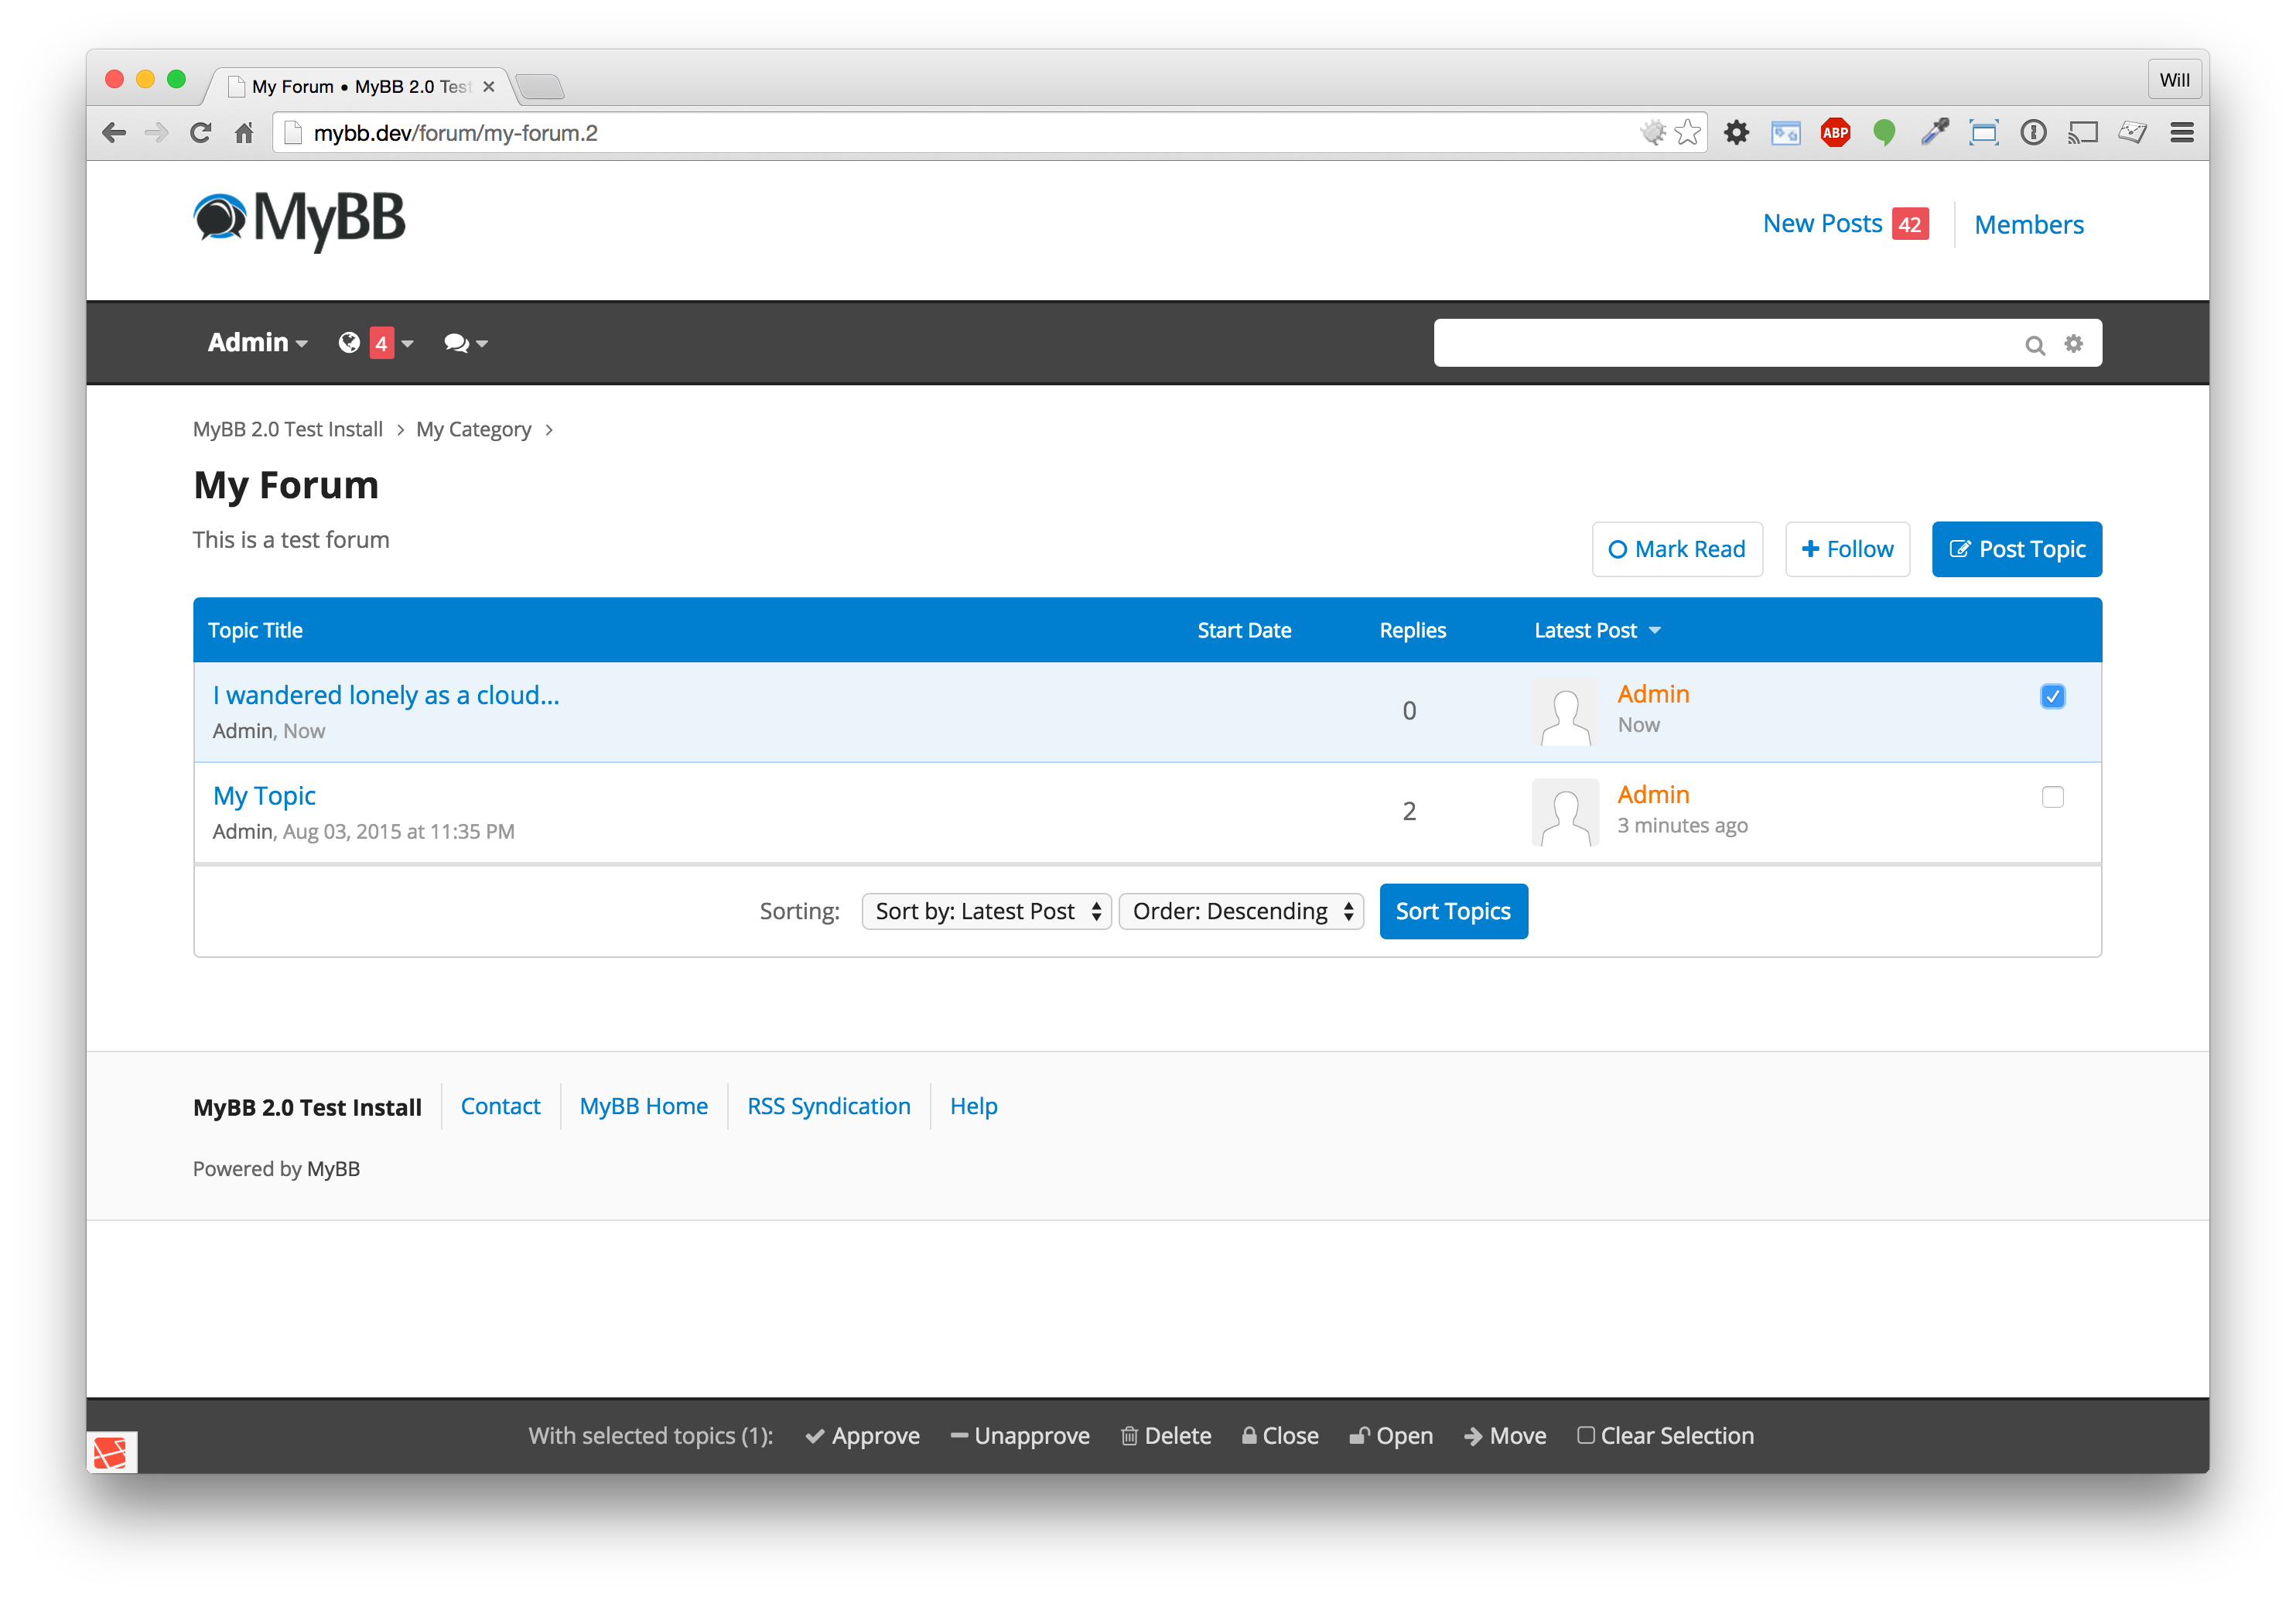 My Forum • MyBB 2.0 Test
Will
mybb.dev/forum/my-forum.2
ABP
MyBB
New Posts 42
Members
Admin
4
MyBB 2.0 Test Install > My Category >
My Forum
This is a test forum
Mark Read
Follow
Post Topic
Topic Title Start Date Replies Latest Post
I wandered lonely as a cloud...
Admin, Now
0
Admin
Now
My Topic
Admin, Aug 03, 2015 at 11:35 PM
2
Admin
3 minutes ago
Sorting: Sort by: Latest Post Order: Descending Sort Topics
MyBB 2.0 Test Install Contact MyBB Home RSS Syndication Help
Powered by MyBB
With selected topics (1): Approve Unapprove Delete Close Open Move Clear Selection